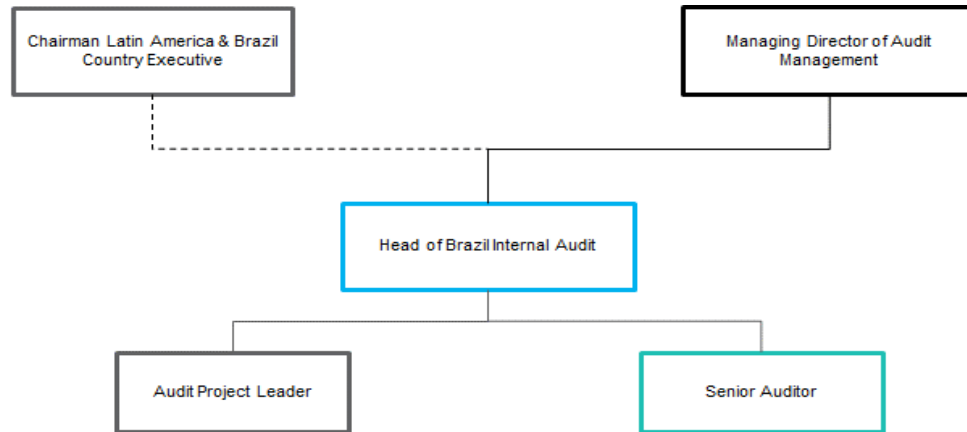 Chairman Latin America & Brazil
Country Executive
Managing Director of Audit
Management
Head of Brazil Internal Audit
Audit Project Leader
Senior Auditor